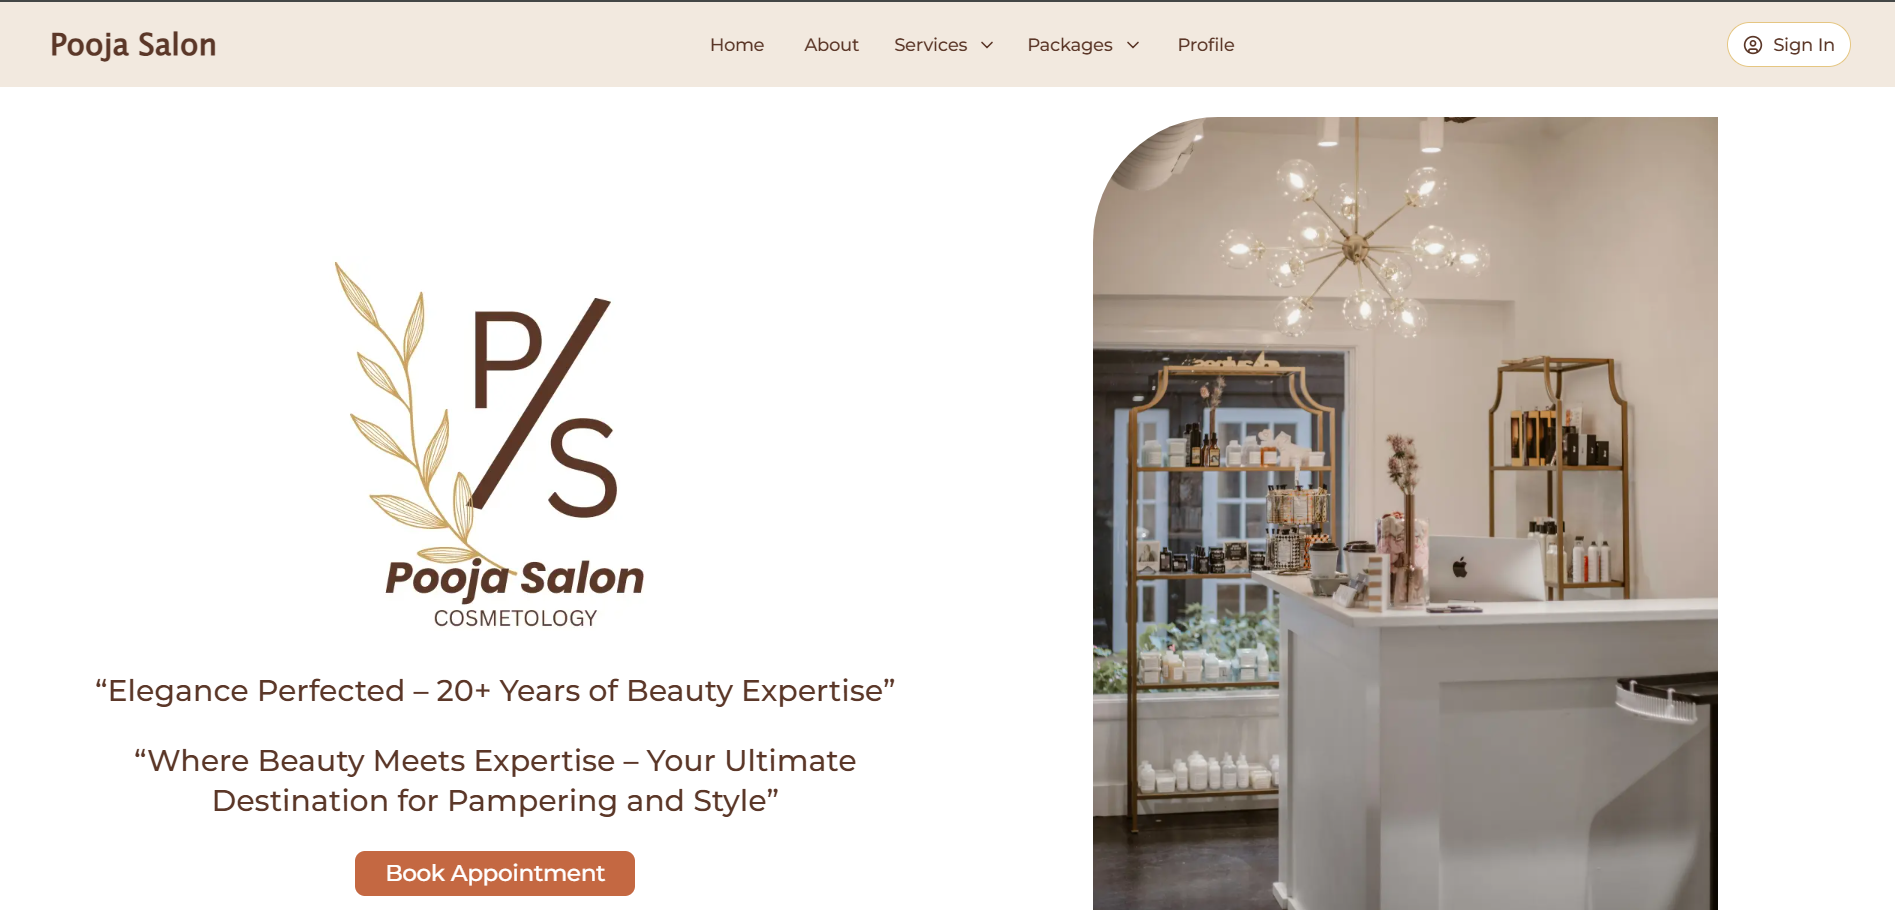 Pooja Salon
Home About Services Packages Profile
Sign In
P/S
Pooja Salon
COSMETOLOGY
“Elegance Perfected – 20+ Years of Beauty Expertise”
“Where Beauty Meets Expertise – Your Ultimate
Destination for Pampering and Style”
Book Appointment